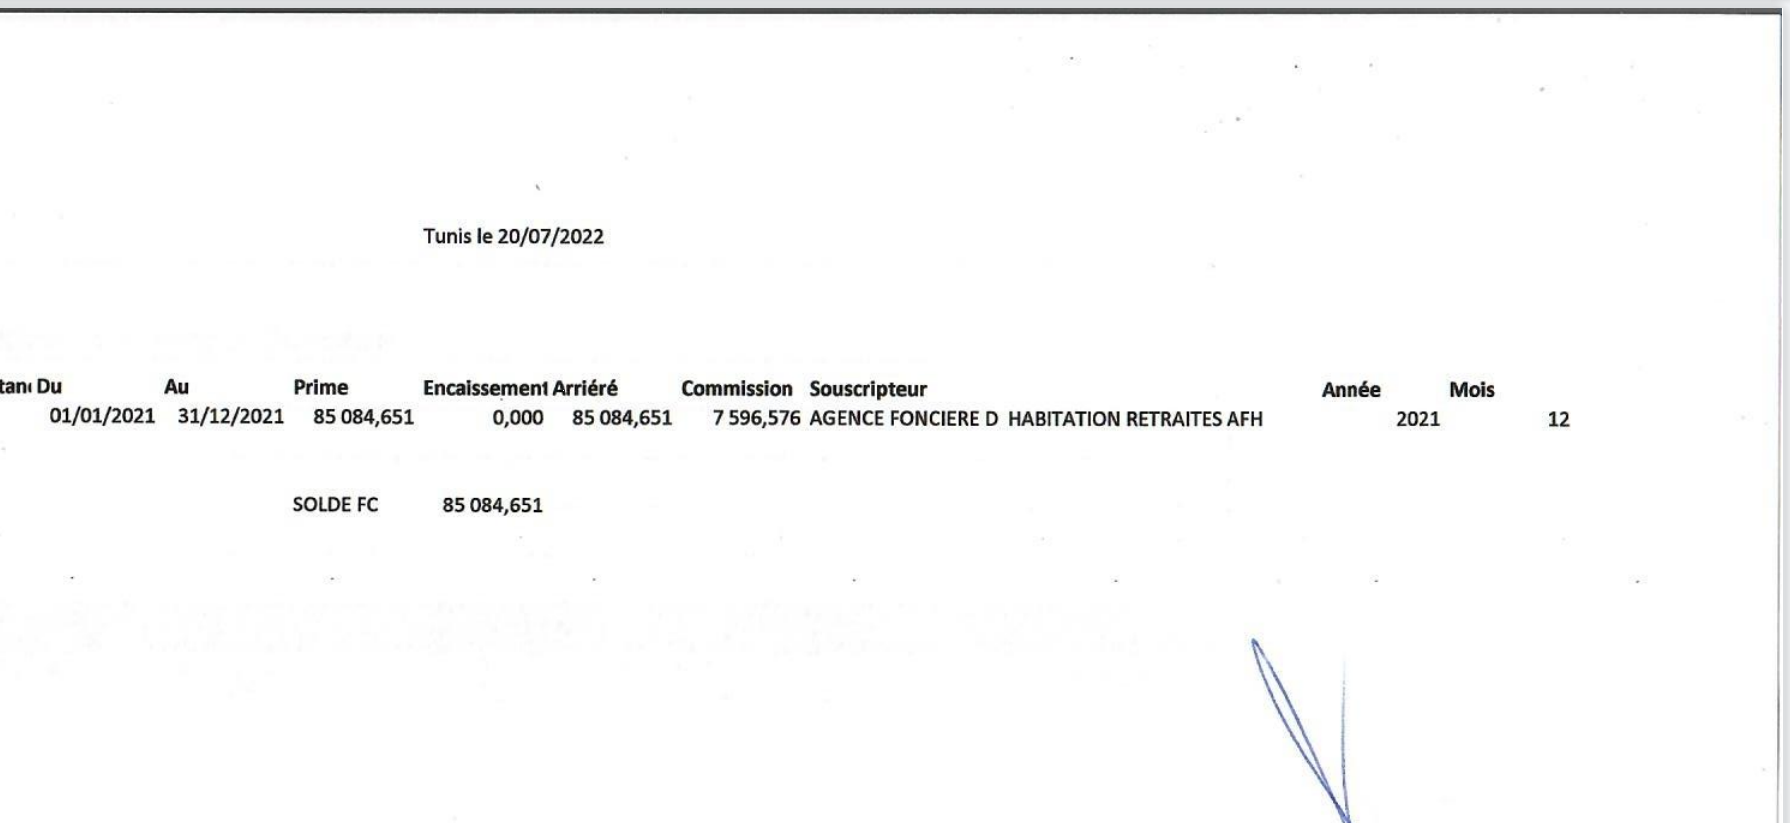 Tunis le 20/07/2022
Du Au Prime Encaissement Arriéré Commission Souscripteur Année Mois
01/01/2021 31/12/2021 85 084,651 0,000 85 084,651 7 596,576 AGENCE FONCIERE D HABITATION RETRAITES AFH 2021 12
SOLDE FC 85 084,651